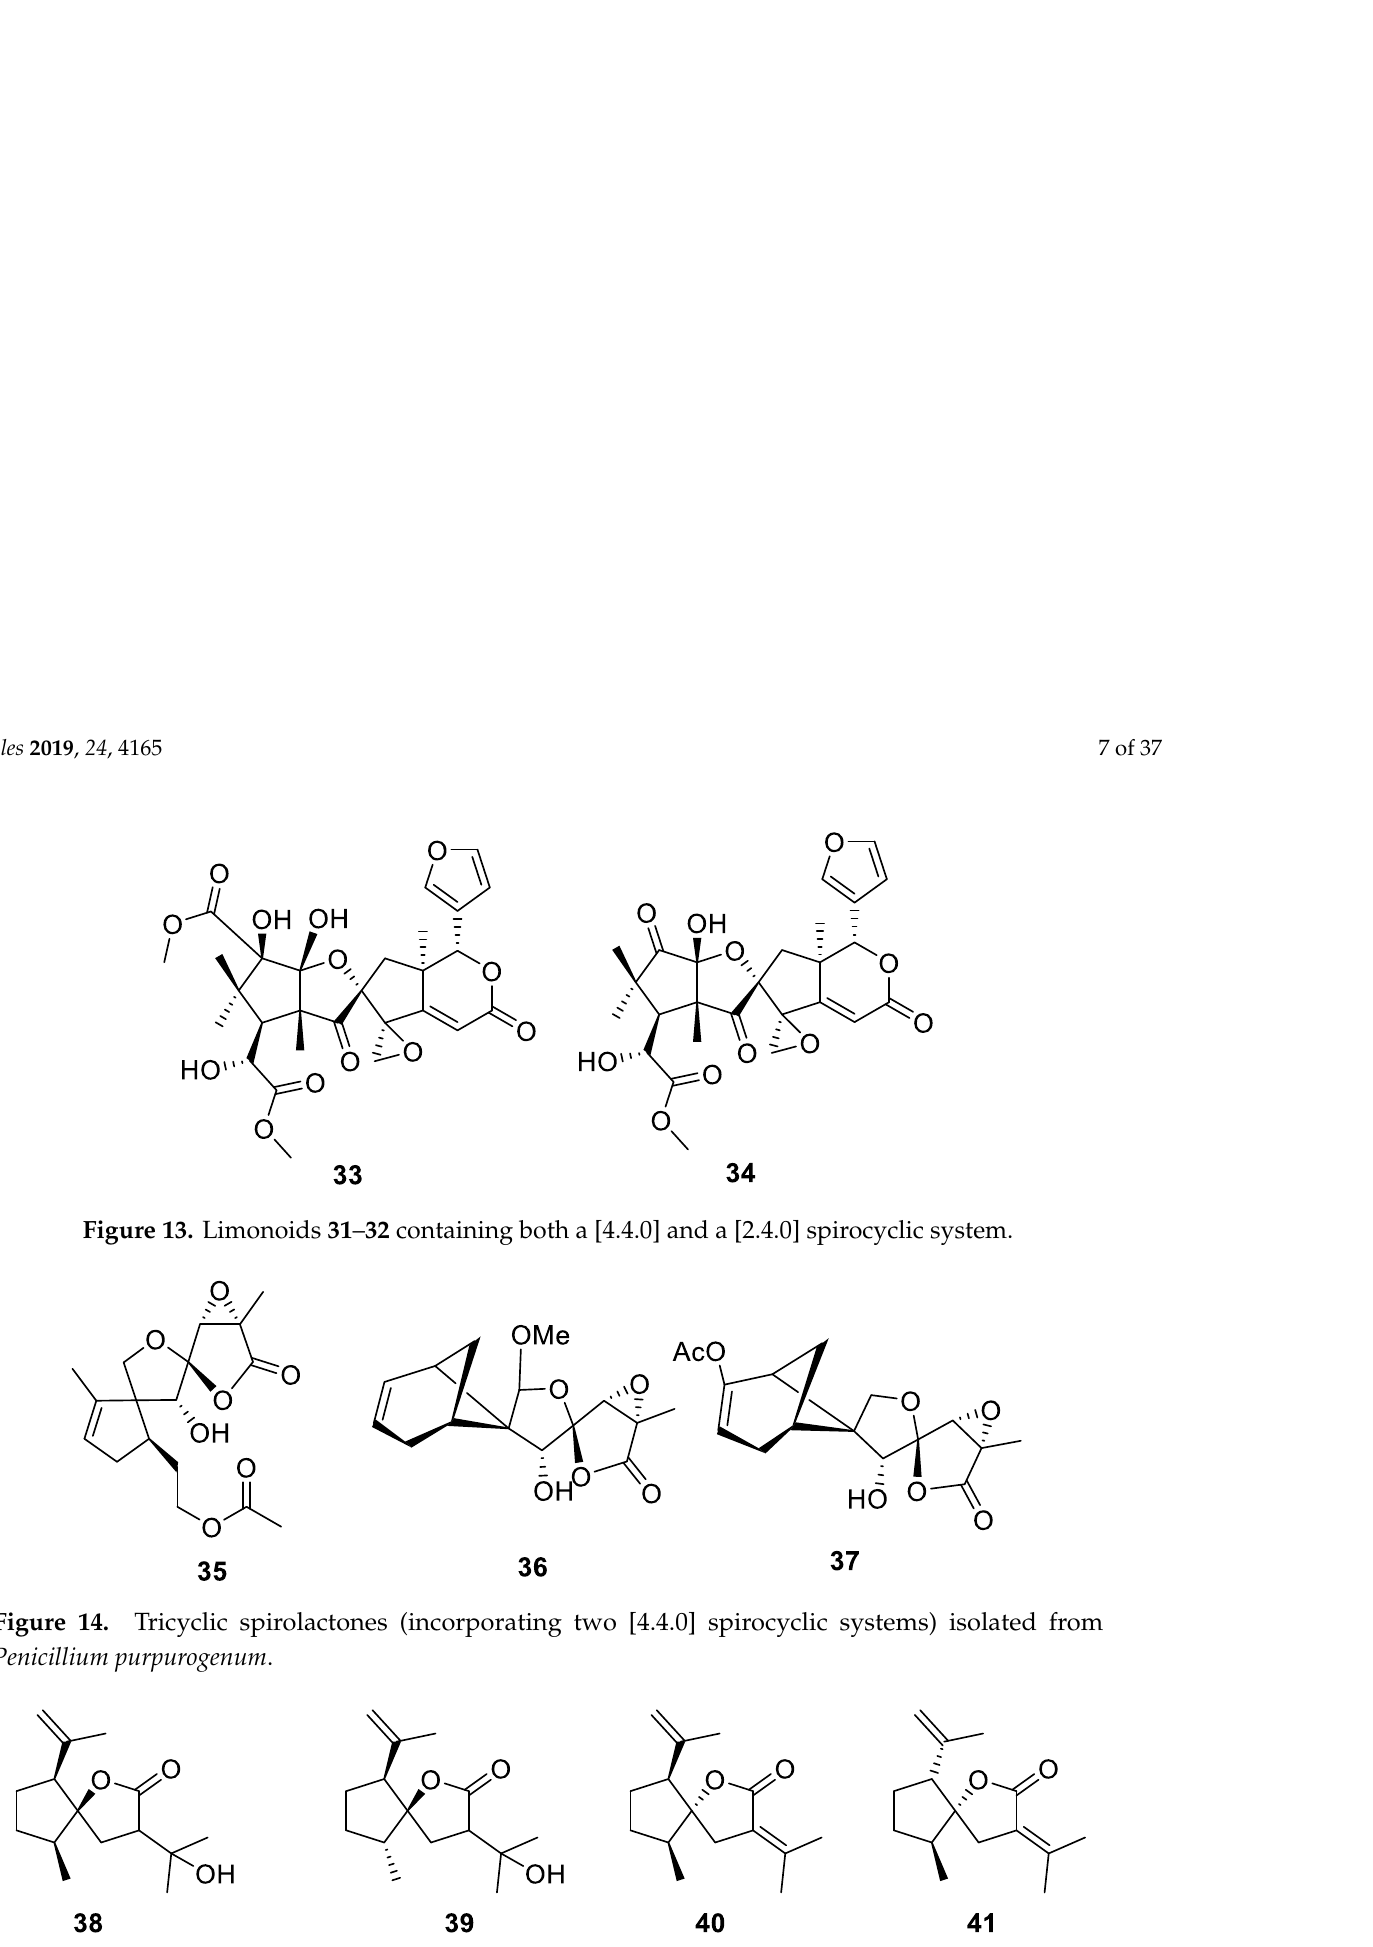 les 2019, 24, 4165
7 of 37
O
O
O
OH
OH
O
O
O
O
O
HO
O
O
33
O
O
OH
O
O
O
O
O
HO
O
O
34
Figure 13. Limonoids 31–32 containing both a [4.4.0] and a [2.4.0] spirocyclic system.
O
O
O
O
OH
O
O
35
OMe
O
O
O
OH
O
36
AcO
O
O
O
HO
O
37
Figure 14. Tricyclic spirolactones (incorporating two [4.4.0] spirocyclic systems) isolated from
Penicillium purpurogenum.
O
O
OH
38
O
O
OH
39
O
O
40
O
O
41